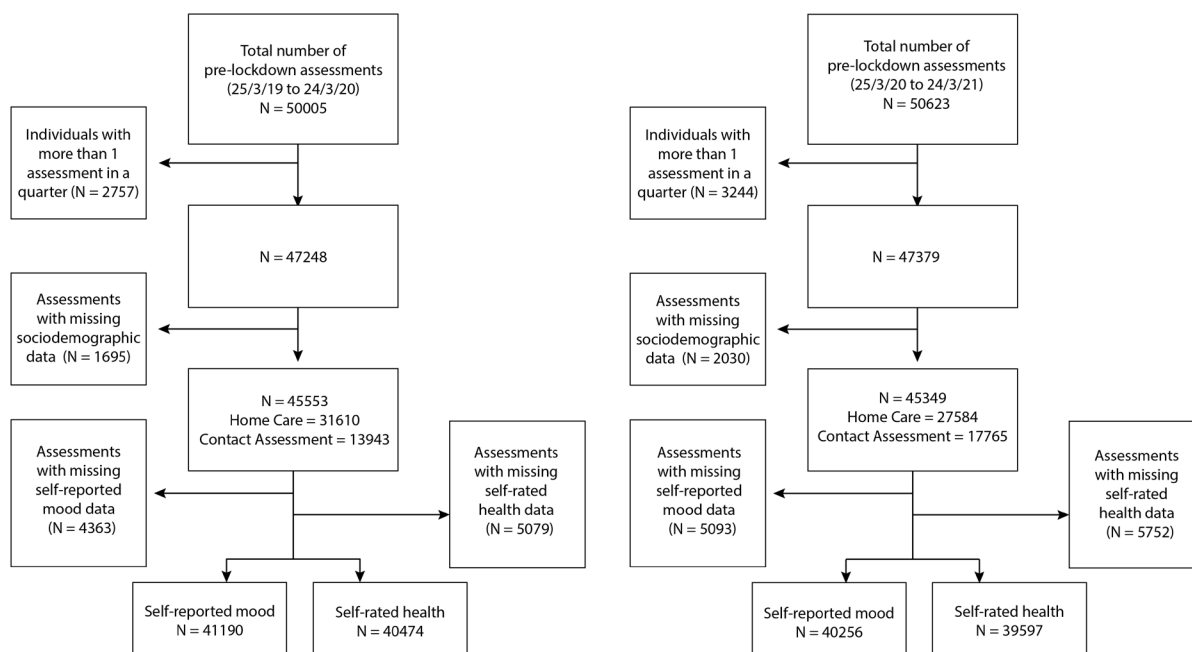 Total number of
pre-lockdown assessments
(25/3/19 to 24/3/20)
N = 50005
Individuals with
more than 1
assessment in a
quarter (N = 2757)
N = 47248
Assessments
with missing
sociodemographic
data (N = 1695)
N = 45553
Home Care = 31610
Contact Assessment = 13943
Assessments
with missing
self-reported
mood data
(N = 4363)
Assessments
with missing
self-rated
health data
(N = 5079)
Self-reported mood
N = 41190
Self-rated health
N = 40474
Total number of
pre-lockdown assessments
(25/3/20 to 24/3/21)
N = 50623
Individuals with
more than 1
assessment in a
quarter (N = 3244)
N = 47379
Assessments
with missing
sociodemographic
data (N = 2030)
N = 45349
Home Care = 27584
Contact Assessment = 17765
Assessments
with missing
self-reported
mood data
(N = 5093)
Assessments
with missing
self-rated
health data
(N = 5752)
Self-reported mood
N = 40256
Self-rated health
N = 39597